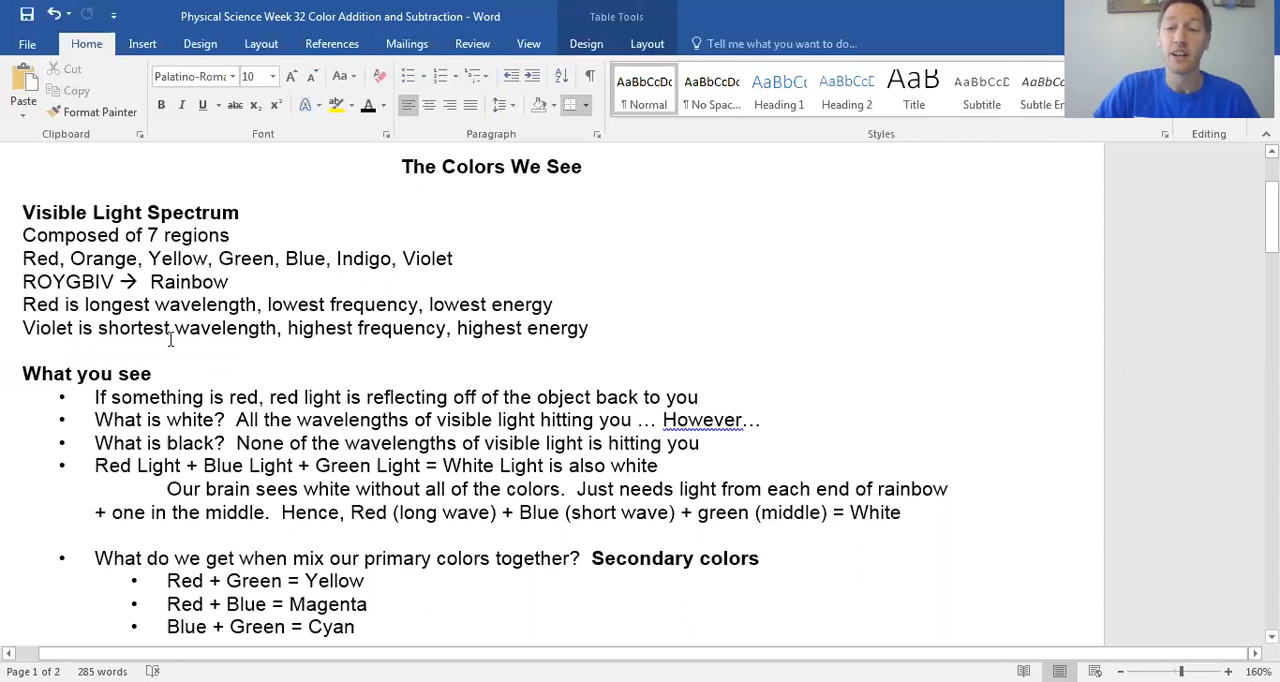 Physical Science Week 32 Color Addition and Subtraction - Word
Table Tools
File Home Insert Design Layout References Mailings Review View Design Layout Tell me what you want to do...
Paste
Cut
Copy
Format Painter
Clipboard
Palatino-Roma 10
Font
Paragraph
AaBbCcDc AaBbCcDc AaBbC( AaBbCcC AaB AaBbCcD AaBbCcD
¶ Normal ¶ No Spac... Heading 1 Heading 2 Title Subtitle Subtle Em
Styles
Editing
The Colors We See
Visible Light Spectrum
Composed of 7 regions
Red, Orange, Yellow, Green, Blue, Indigo, Violet
ROYGBIV → Rainbow
Red is longest wavelength, lowest frequency, lowest energy
Violet is shortest wavelength, highest frequency, highest energy
What you see
• If something is red, red light is reflecting off of the object back to you
• What is white? All the wavelengths of visible light hitting you … However…
• What is black? None of the wavelengths of visible light is hitting you
• Red Light + Blue Light + Green Light = White Light is also white
Our brain sees white without all of the colors. Just needs light from each end of rainbow
+ one in the middle. Hence, Red (long wave) + Blue (short wave) + green (middle) = White
• What do we get when mix our primary colors together? Secondary colors
• Red + Green = Yellow
• Red + Blue = Magenta
• Blue + Green = Cyan
Page 1 of 2 285 words 160%